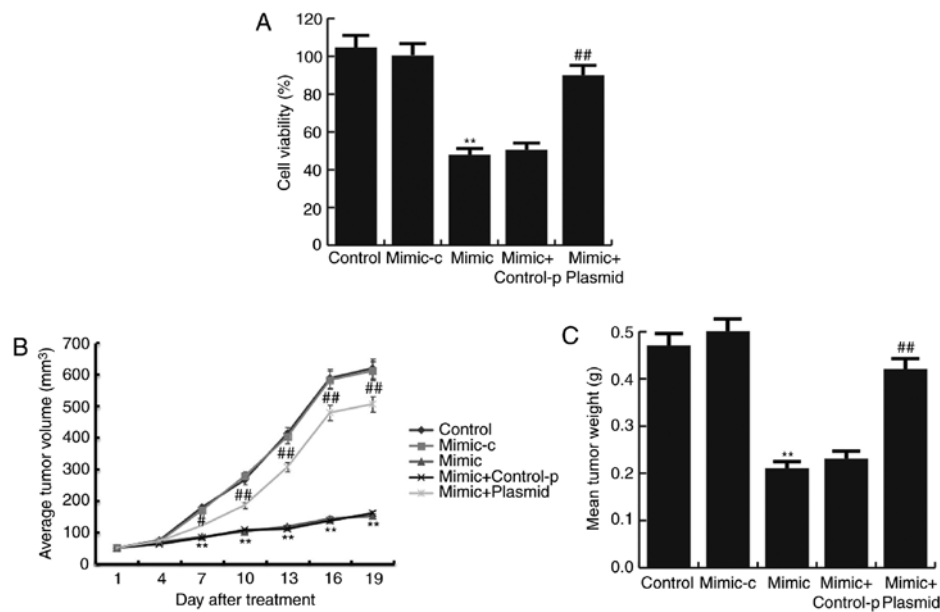 A
120
100
80
60
40
20
0
Cell viability (%)
**
##
Control Mimic-c Mimic Mimic+ Mimic+
Control-p Plasmid
B
700
600
500
400
300
200
100
0
Average tumor volume (mm³)
# ## ## ## ##
** ** ** ** **
1 4 7 10 13 16 19
Day after treatment
Control
Mimic-c
Mimic
Mimic+Control-p
Mimic+Plasmid
C
0.5
0.4
0.3
0.2
0.1
0.0
Mean tumor weight (g)
**
##
Control Mimic-c Mimic Mimic+ Mimic+
Control-p Plasmid